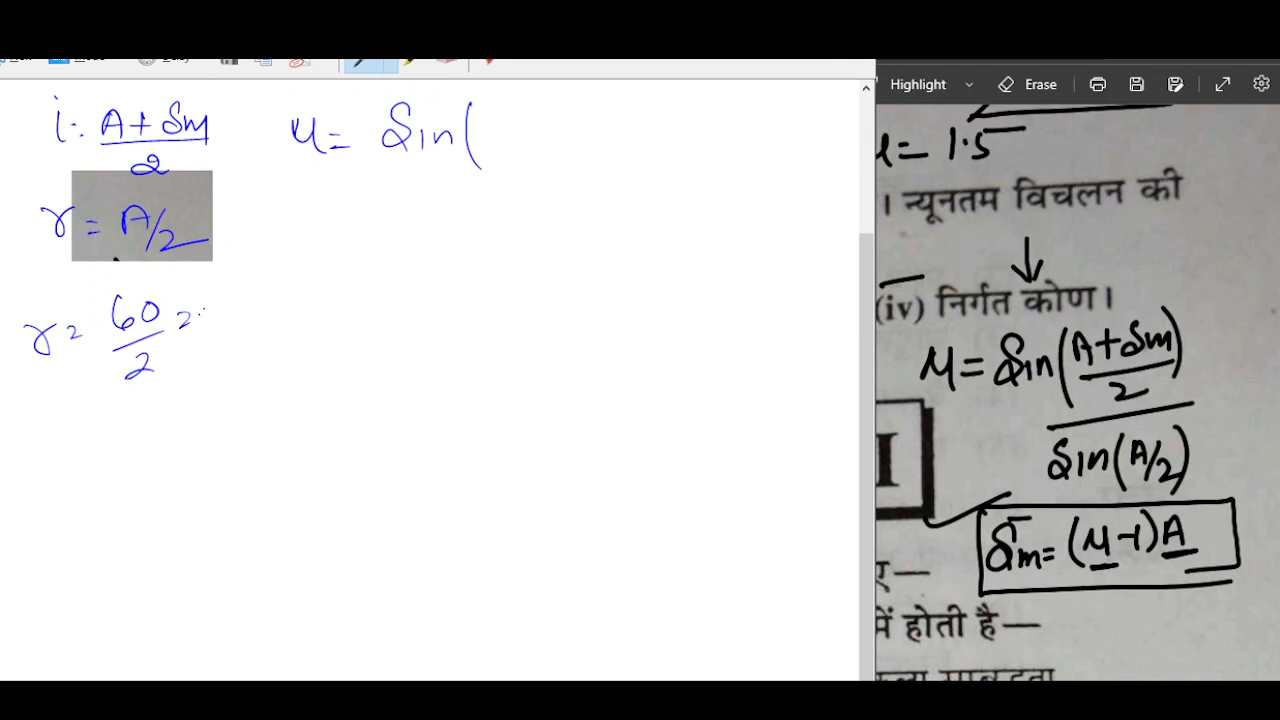 Highlight Erase
i = A + δm / 2
μ = Sin(
r = A/2
r = 60/2 =
μ = 1.5
। न्यूनतम विचलन की
(iv) निर्गत कोण।
μ = Sin(A + δm / 2) / Sin(A/2)
I
δm = (μ-1)A
ए—
में होती है—